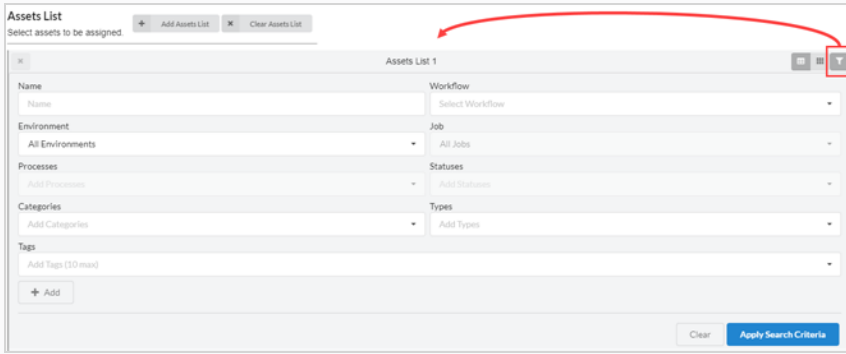 Assets List
Select assets to be assigned.
+ Add Assets List
× Clear Assets List
× Assets List 1
Name
Workflow
Name
Select Workflow
Environment
Job
All Environments
All Jobs
Processes
Statuses
Add Processes
Add Statuses
Categories
Types
Add Categories
Add Types
Tags
Add Tags (10 max)
+ Add
Clear
Apply Search Criteria